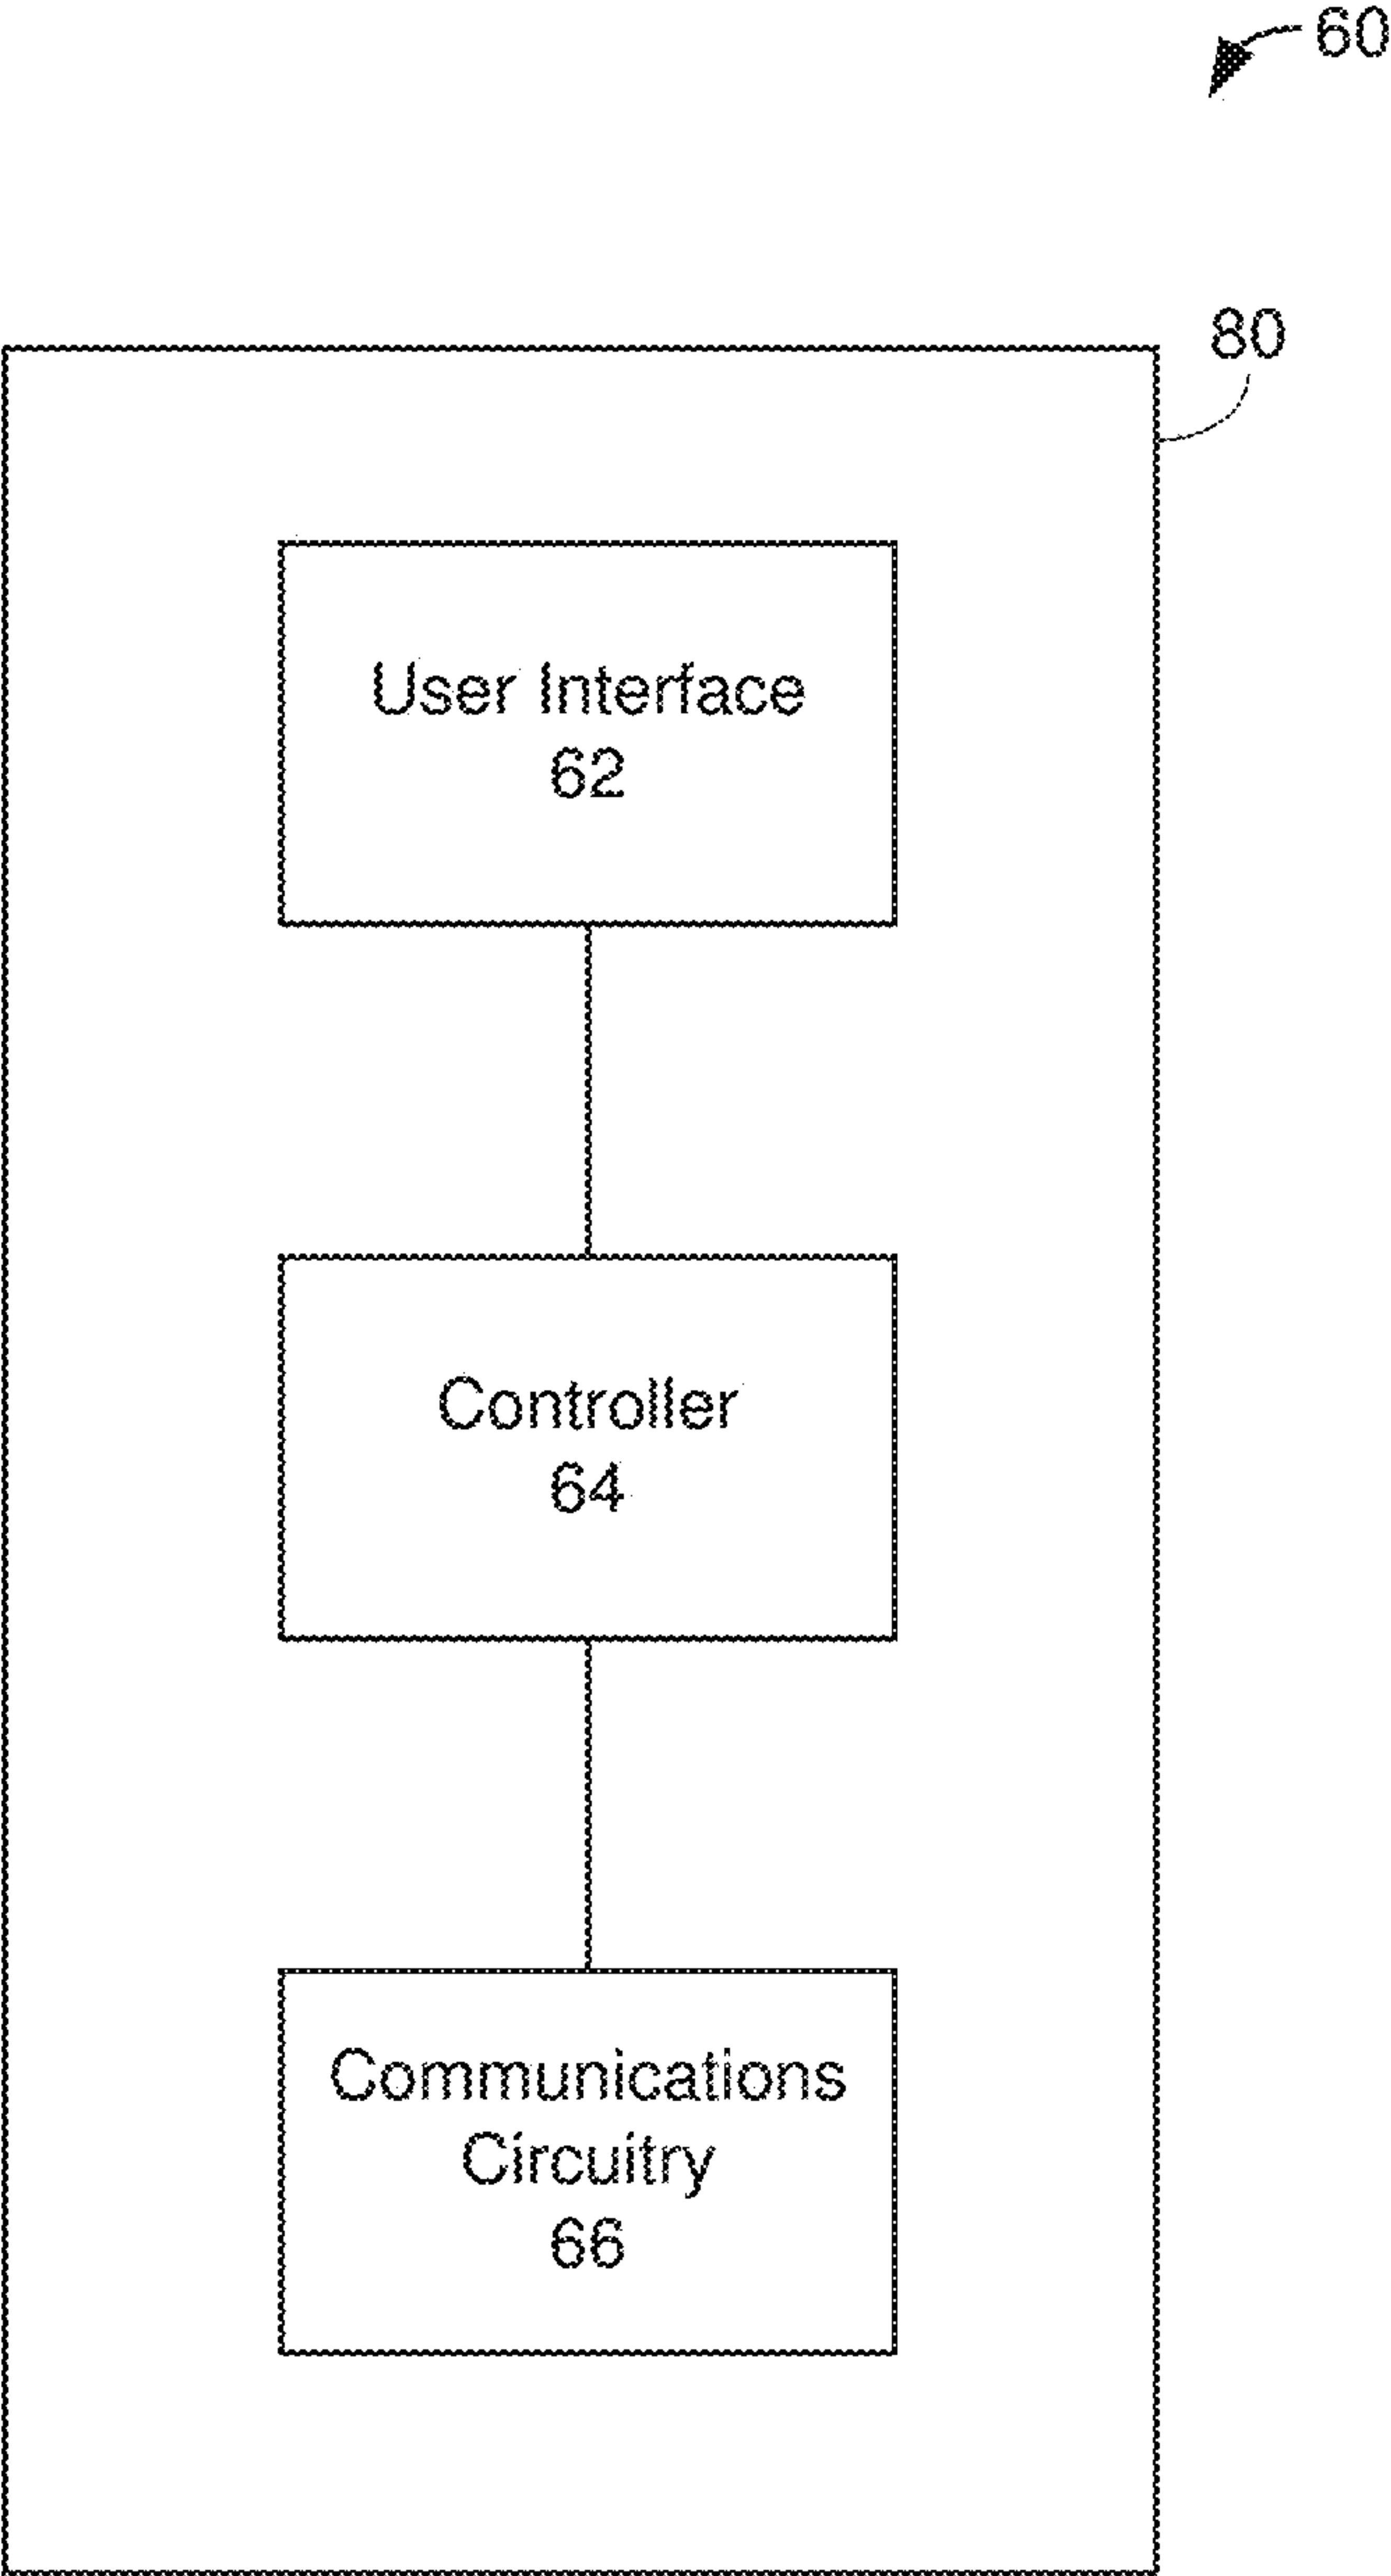 60
80
User Interface
62
Controller
64
Communications
Circuitry
66